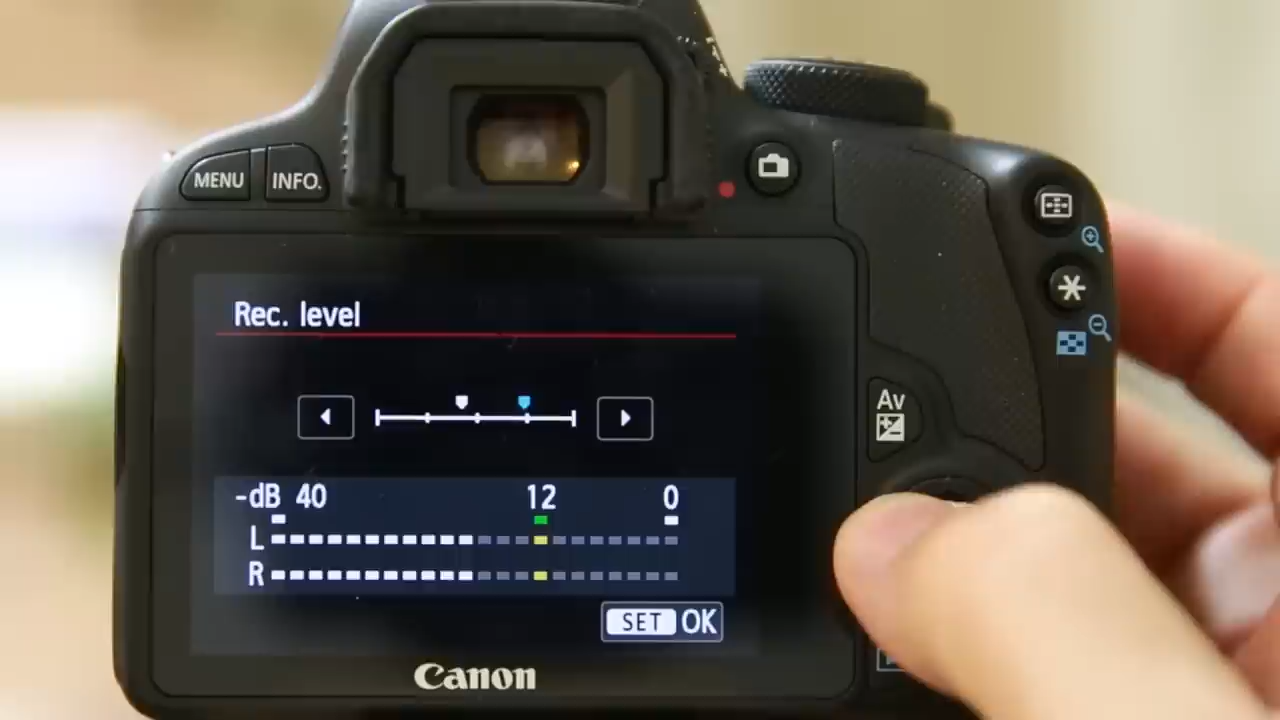 MENU INFO.
Rec. level
Av
-dB 40 12 0
L
R
SET OK
Canon